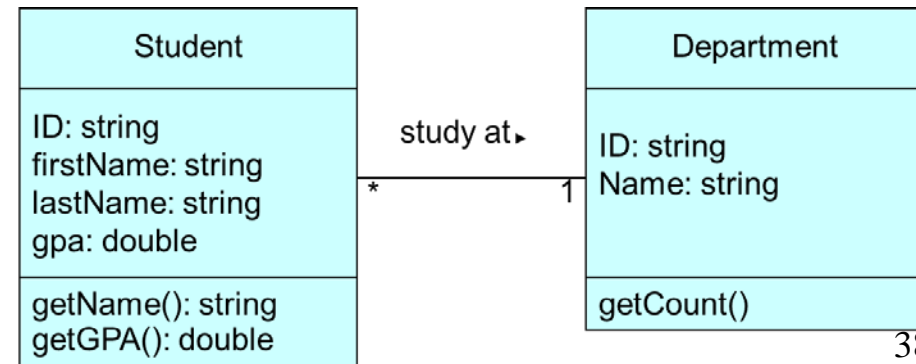 Student
ID: string
firstName: string
lastName: string
gpa: double
getName(): string
getGPA(): double
study at ▸
*
1
Department
ID: string
Name: string
getCount()